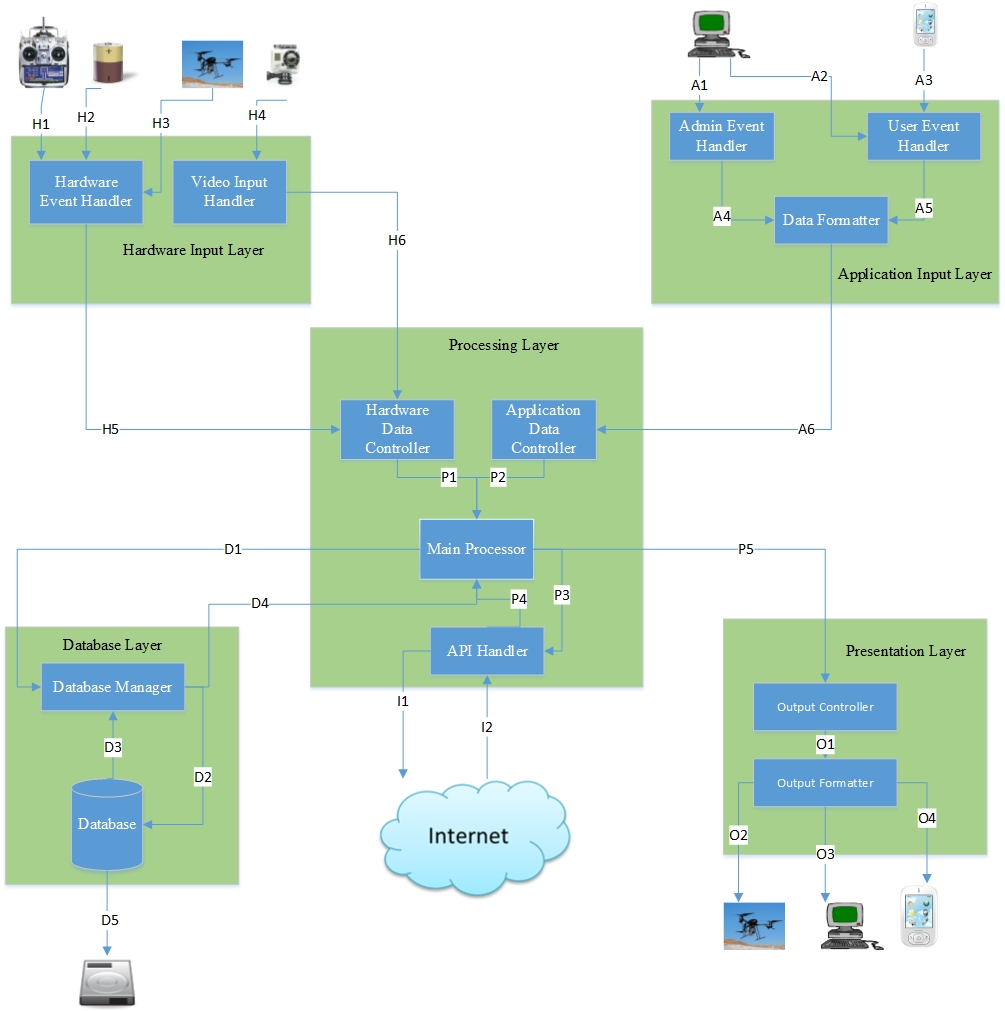 H1
H2
H3
H4
A1
A2
A3
Hardware
Event Handler
Video Input
Handler
Hardware Input Layer
Admin Event
Handler
User Event
Handler
A4
A5
Data Formatter
Application Input Layer
H6
H5
A6
Processing Layer
Hardware
Data
Controller
Application
Data
Controller
P1
P2
Main Processor
D1
P5
D4
P4
P3
API Handler
Database Layer
Database Manager
D3
D2
Database
D5
I1
I2
Internet
Presentation Layer
Output Controller
O1
Output Formatter
O2
O3
O4